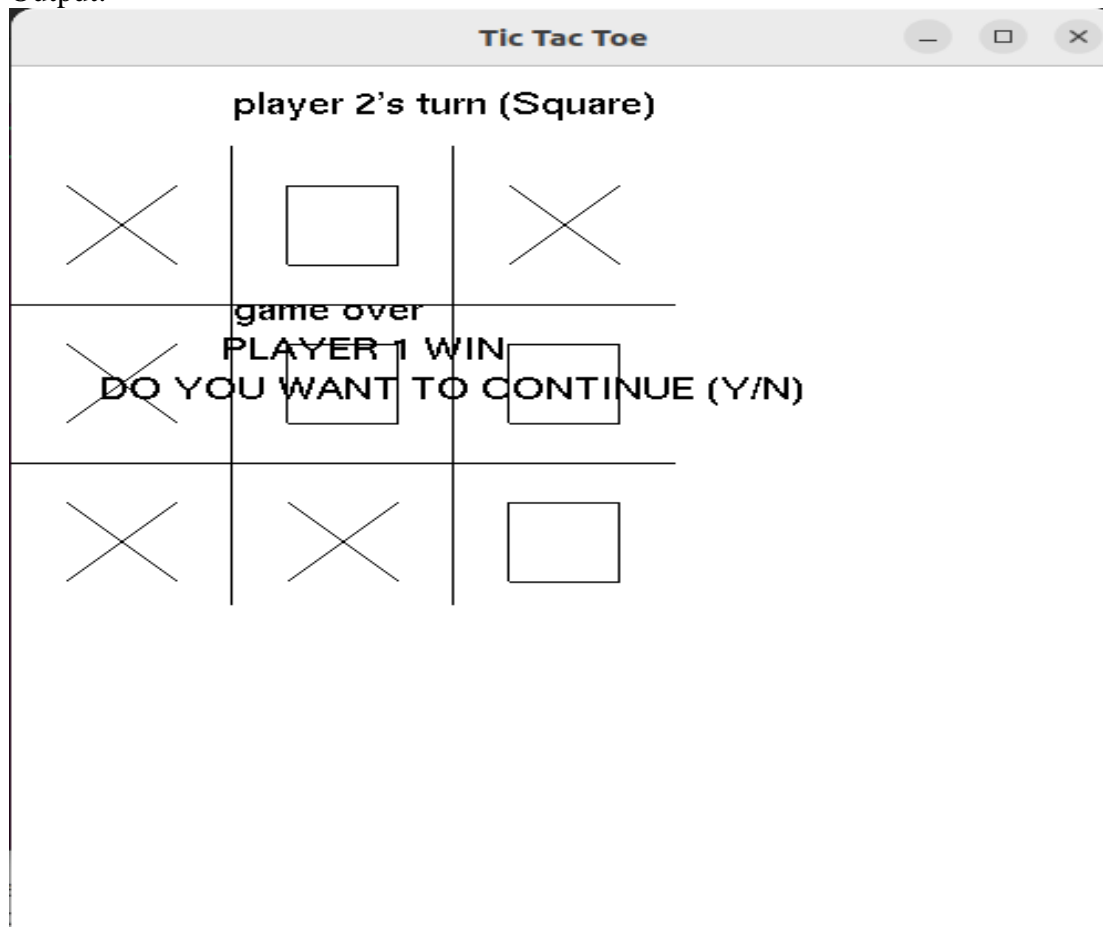 Output:
Tic Tac Toe
player 2's turn (Square)
game over
PLAYER 1 WIN
DO YOU WANT TO CONTINUE (Y/N)